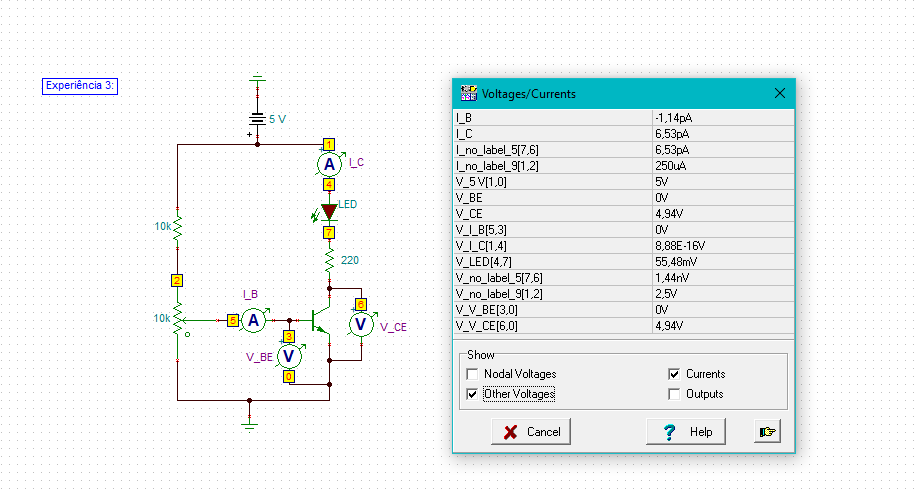 Experiência 3:
5 V
+
1
A
I_C
4
LED
7
10k
220
2
I_B
10k
5
A
6
V
V_CE
3
V_BE
V
0
Voltages/Currents
I_B -1,14pA
I_C 6,53pA
I_no_label_5[7,6] 6,53pA
I_no_label_9[1,2] 250uA
V_5 V[1,0] 5V
V_BE 0V
V_CE 4,94V
V_I_B[5,3] 0V
V_I_C[1,4] 8,88E-16V
V_LED[4,7] 55,48mV
V_no_label_5[7,6] 1,44nV
V_no_label_9[1,2] 2,5V
V_V_BE[3,0] 0V
V_V_CE[6,0] 4,94V
Show
Nodal Voltages
Currents
Other Voltages
Outputs
Cancel
? Help